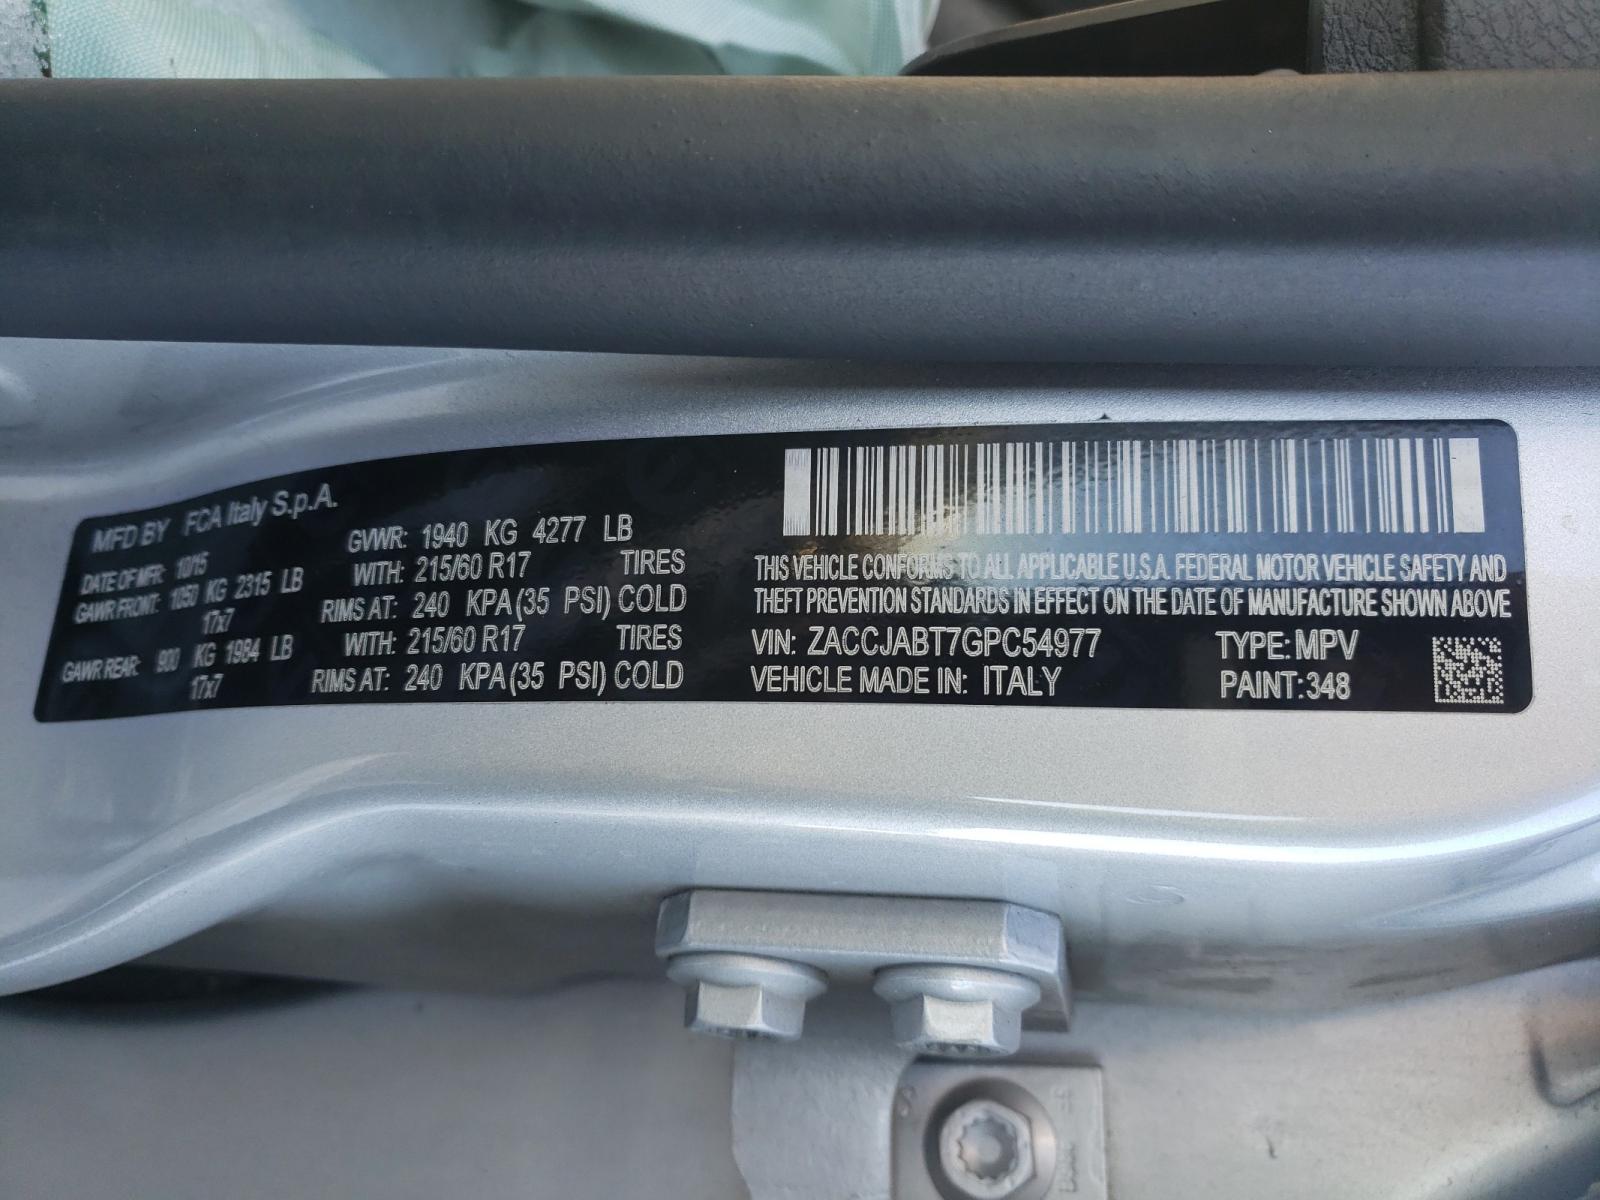 MFD BY FCA Italy S.p.A.
DATE OF MFR: 10/15 GVWR: 1940 KG 4277 LB
GAWR FRONT: 1050 KG 2315 LB WITH: 215/60 R17 TIRES
17x7 RIMS AT: 240 KPA (35 PSI) COLD
GAWR REAR: 900 KG 1984 LB WITH: 215/60 R17 TIRES
17x7 RIMS AT: 240 KPA (35 PSI) COLD
THIS VEHICLE CONFORMS TO ALL APPLICABLE U.S.A. FEDERAL MOTOR VEHICLE SAFETY AND
THEFT PREVENTION STANDARDS IN EFFECT ON THE DATE OF MANUFACTURE SHOWN ABOVE
VIN: ZACCJABT7GPC54977 TYPE: MPV
VEHICLE MADE IN: ITALY PAINT: 348